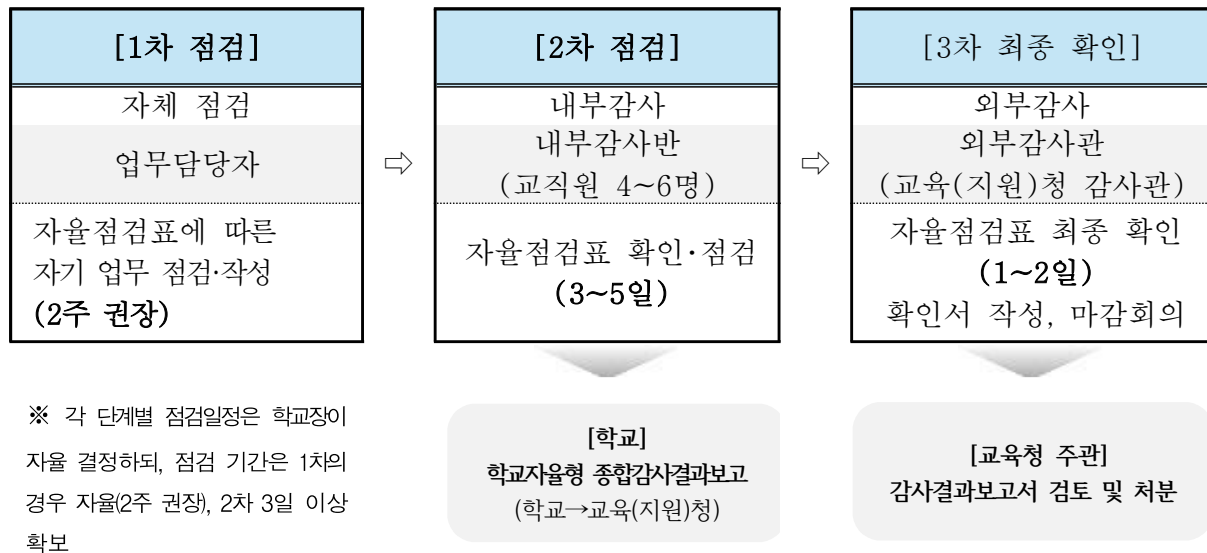 [1차 점검]
자체 점검
업무담당자
자율점검표에 따른
자기 업무 점검·작성
(2주 권장)
⇨
[2차 점검]
내부감사
내부감사반
(교직원 4~6명)
자율점검표 확인·점검
(3~5일)
⇨
[3차 최종 확인]
외부감사
외부감사관
(교육(지원)청 감사관)
자율점검표 최종 확인
(1~2일)
확인서 작성, 마감회의
※ 각 단계별 점검일정은 학교장이
자율 결정하되, 점검 기간은 1차의
경우 자율(2주 권장), 2차 3일 이상
확보
[학교]
학교자율형 종합감사결과보고
(학교→교육(지원)청)
[교육청 주관]
감사결과보고서 검토 및 처분